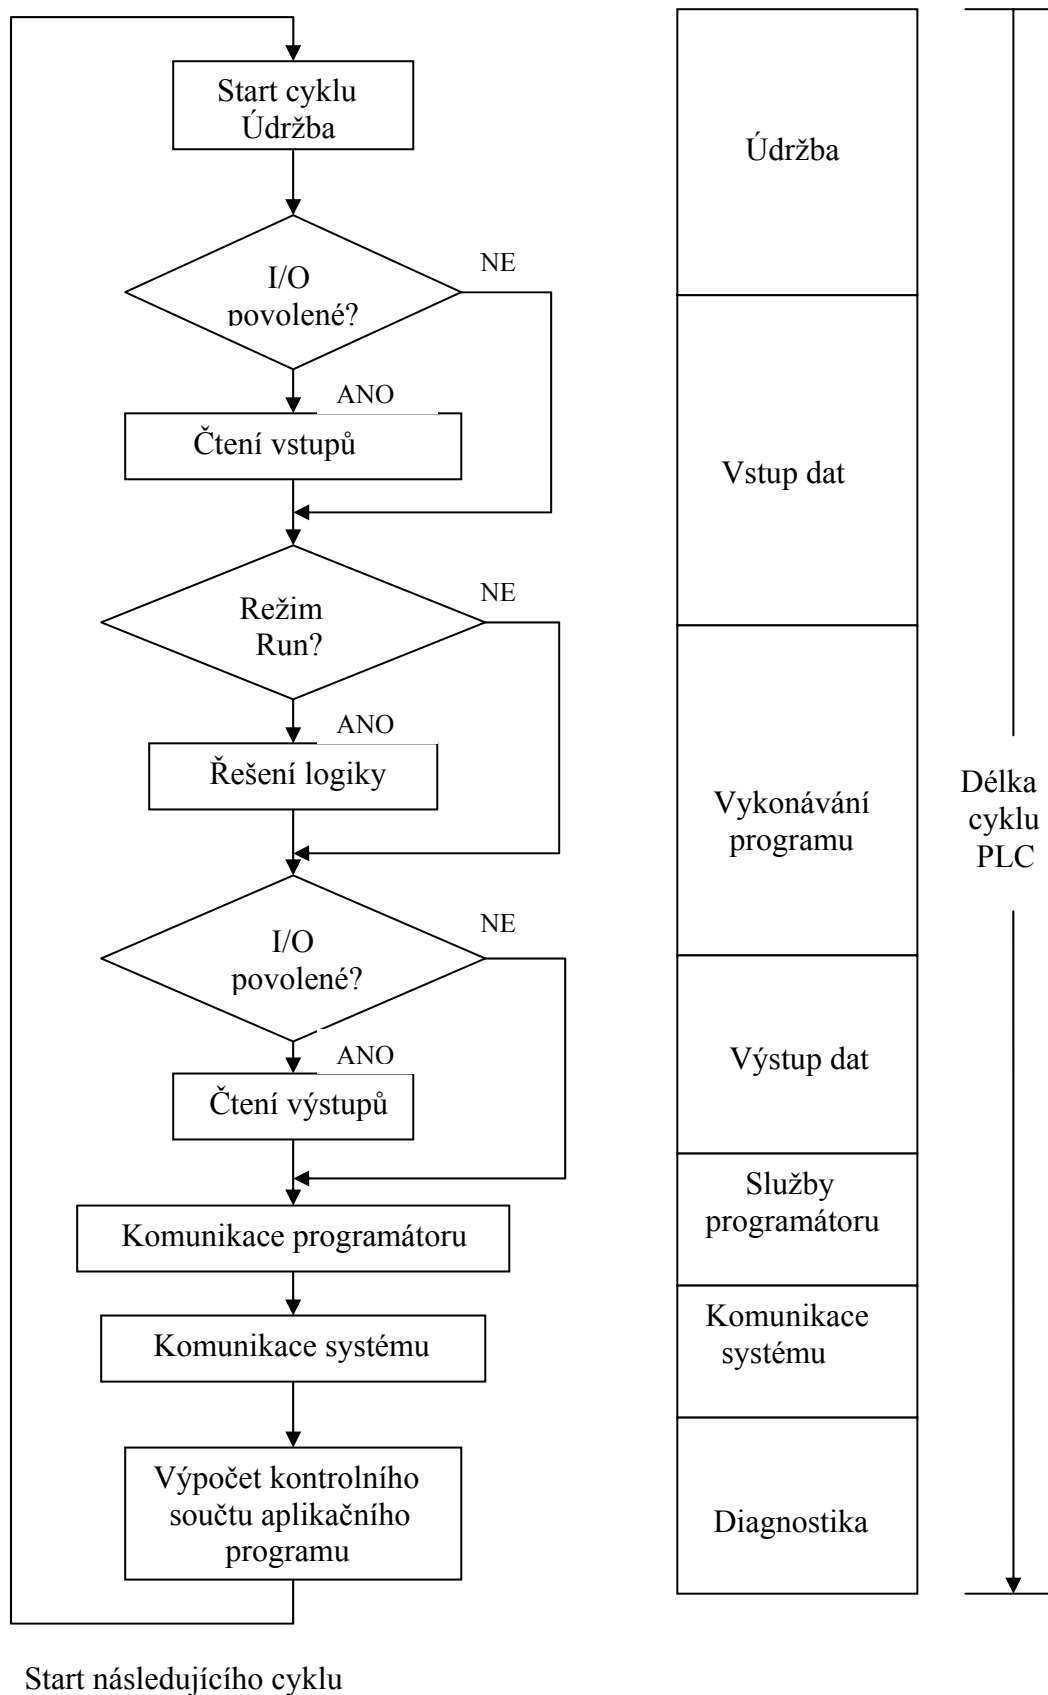 Start cyklu
Údržba
I/O
povolené?
NE
ANO
Čtení vstupů
Režim
Run?
NE
ANO
Řešení logiky
I/O
povolené?
NE
ANO
Čtení výstupů
Komunikace programátoru
Komunikace systému
Výpočet kontrolního
součtu aplikačního
programu
Start následujícího cyklu
Údržba
Vstup dat
Vykonávání
programu
Výstup dat
Služby
programátoru
Komunikace
systému
Diagnostika
Délka
cyklu
PLC